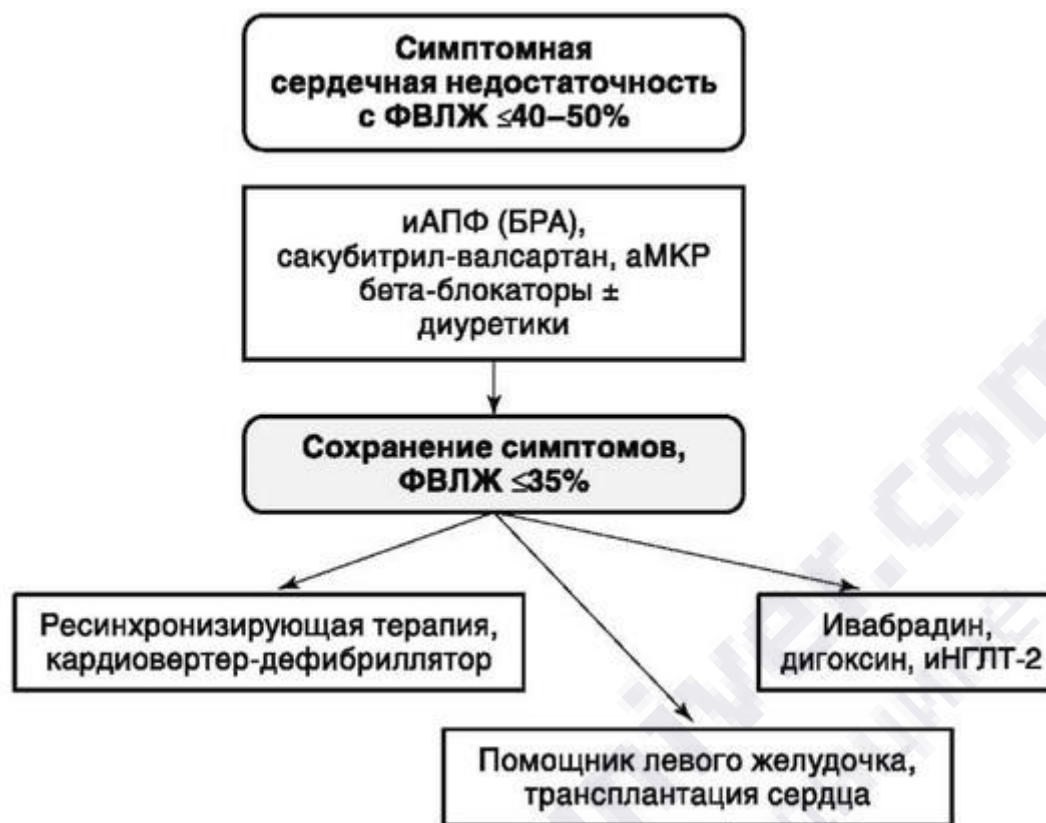 Симптомная
сердечная недостаточность
с ФВЛЖ ≤40–50%
иАПФ (БРА),
сакубитрил-валсартан, аМКР
бета-блокаторы ±
диуретики
Сохранение симптомов,
ФВЛЖ ≤35%
Ресинхронизирующая терапия,
кардиовертер-дефибриллятор
Ивабрадин,
дигоксин, иНГЛТ-2
Помощник левого желудочка,
трансплантация сердца